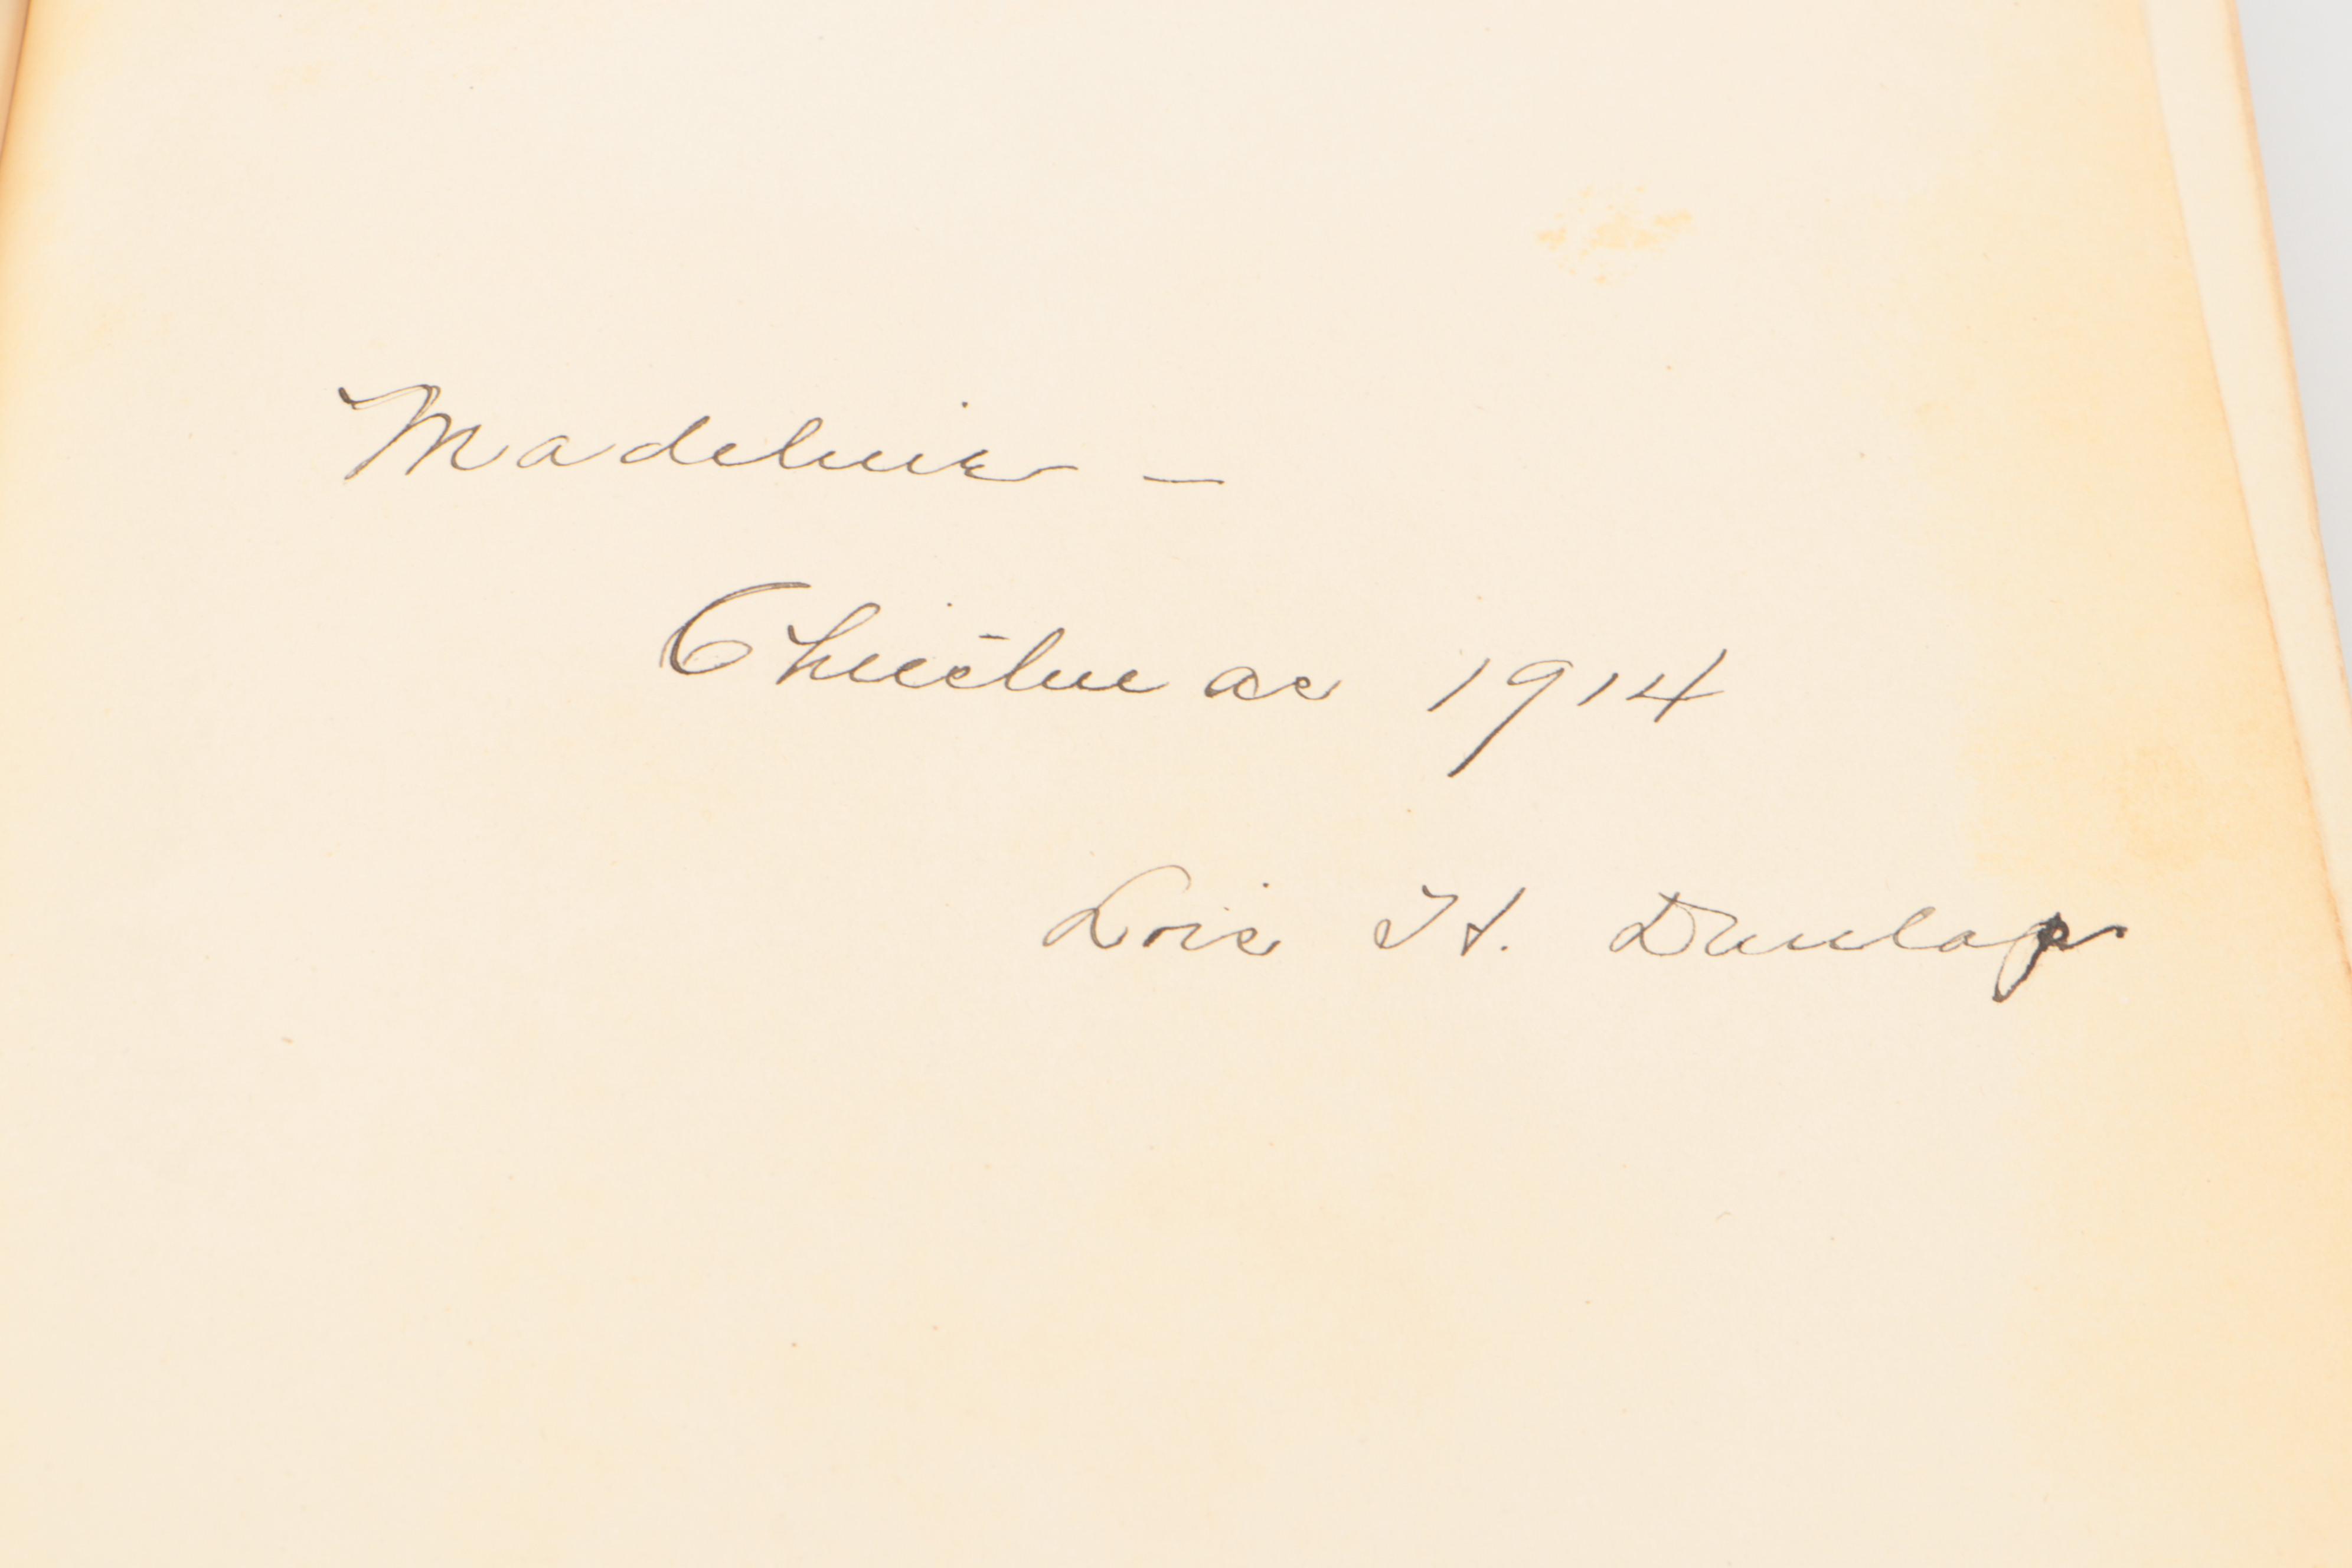 Madeline –
Christmas 1914
Lois H. Dunlap